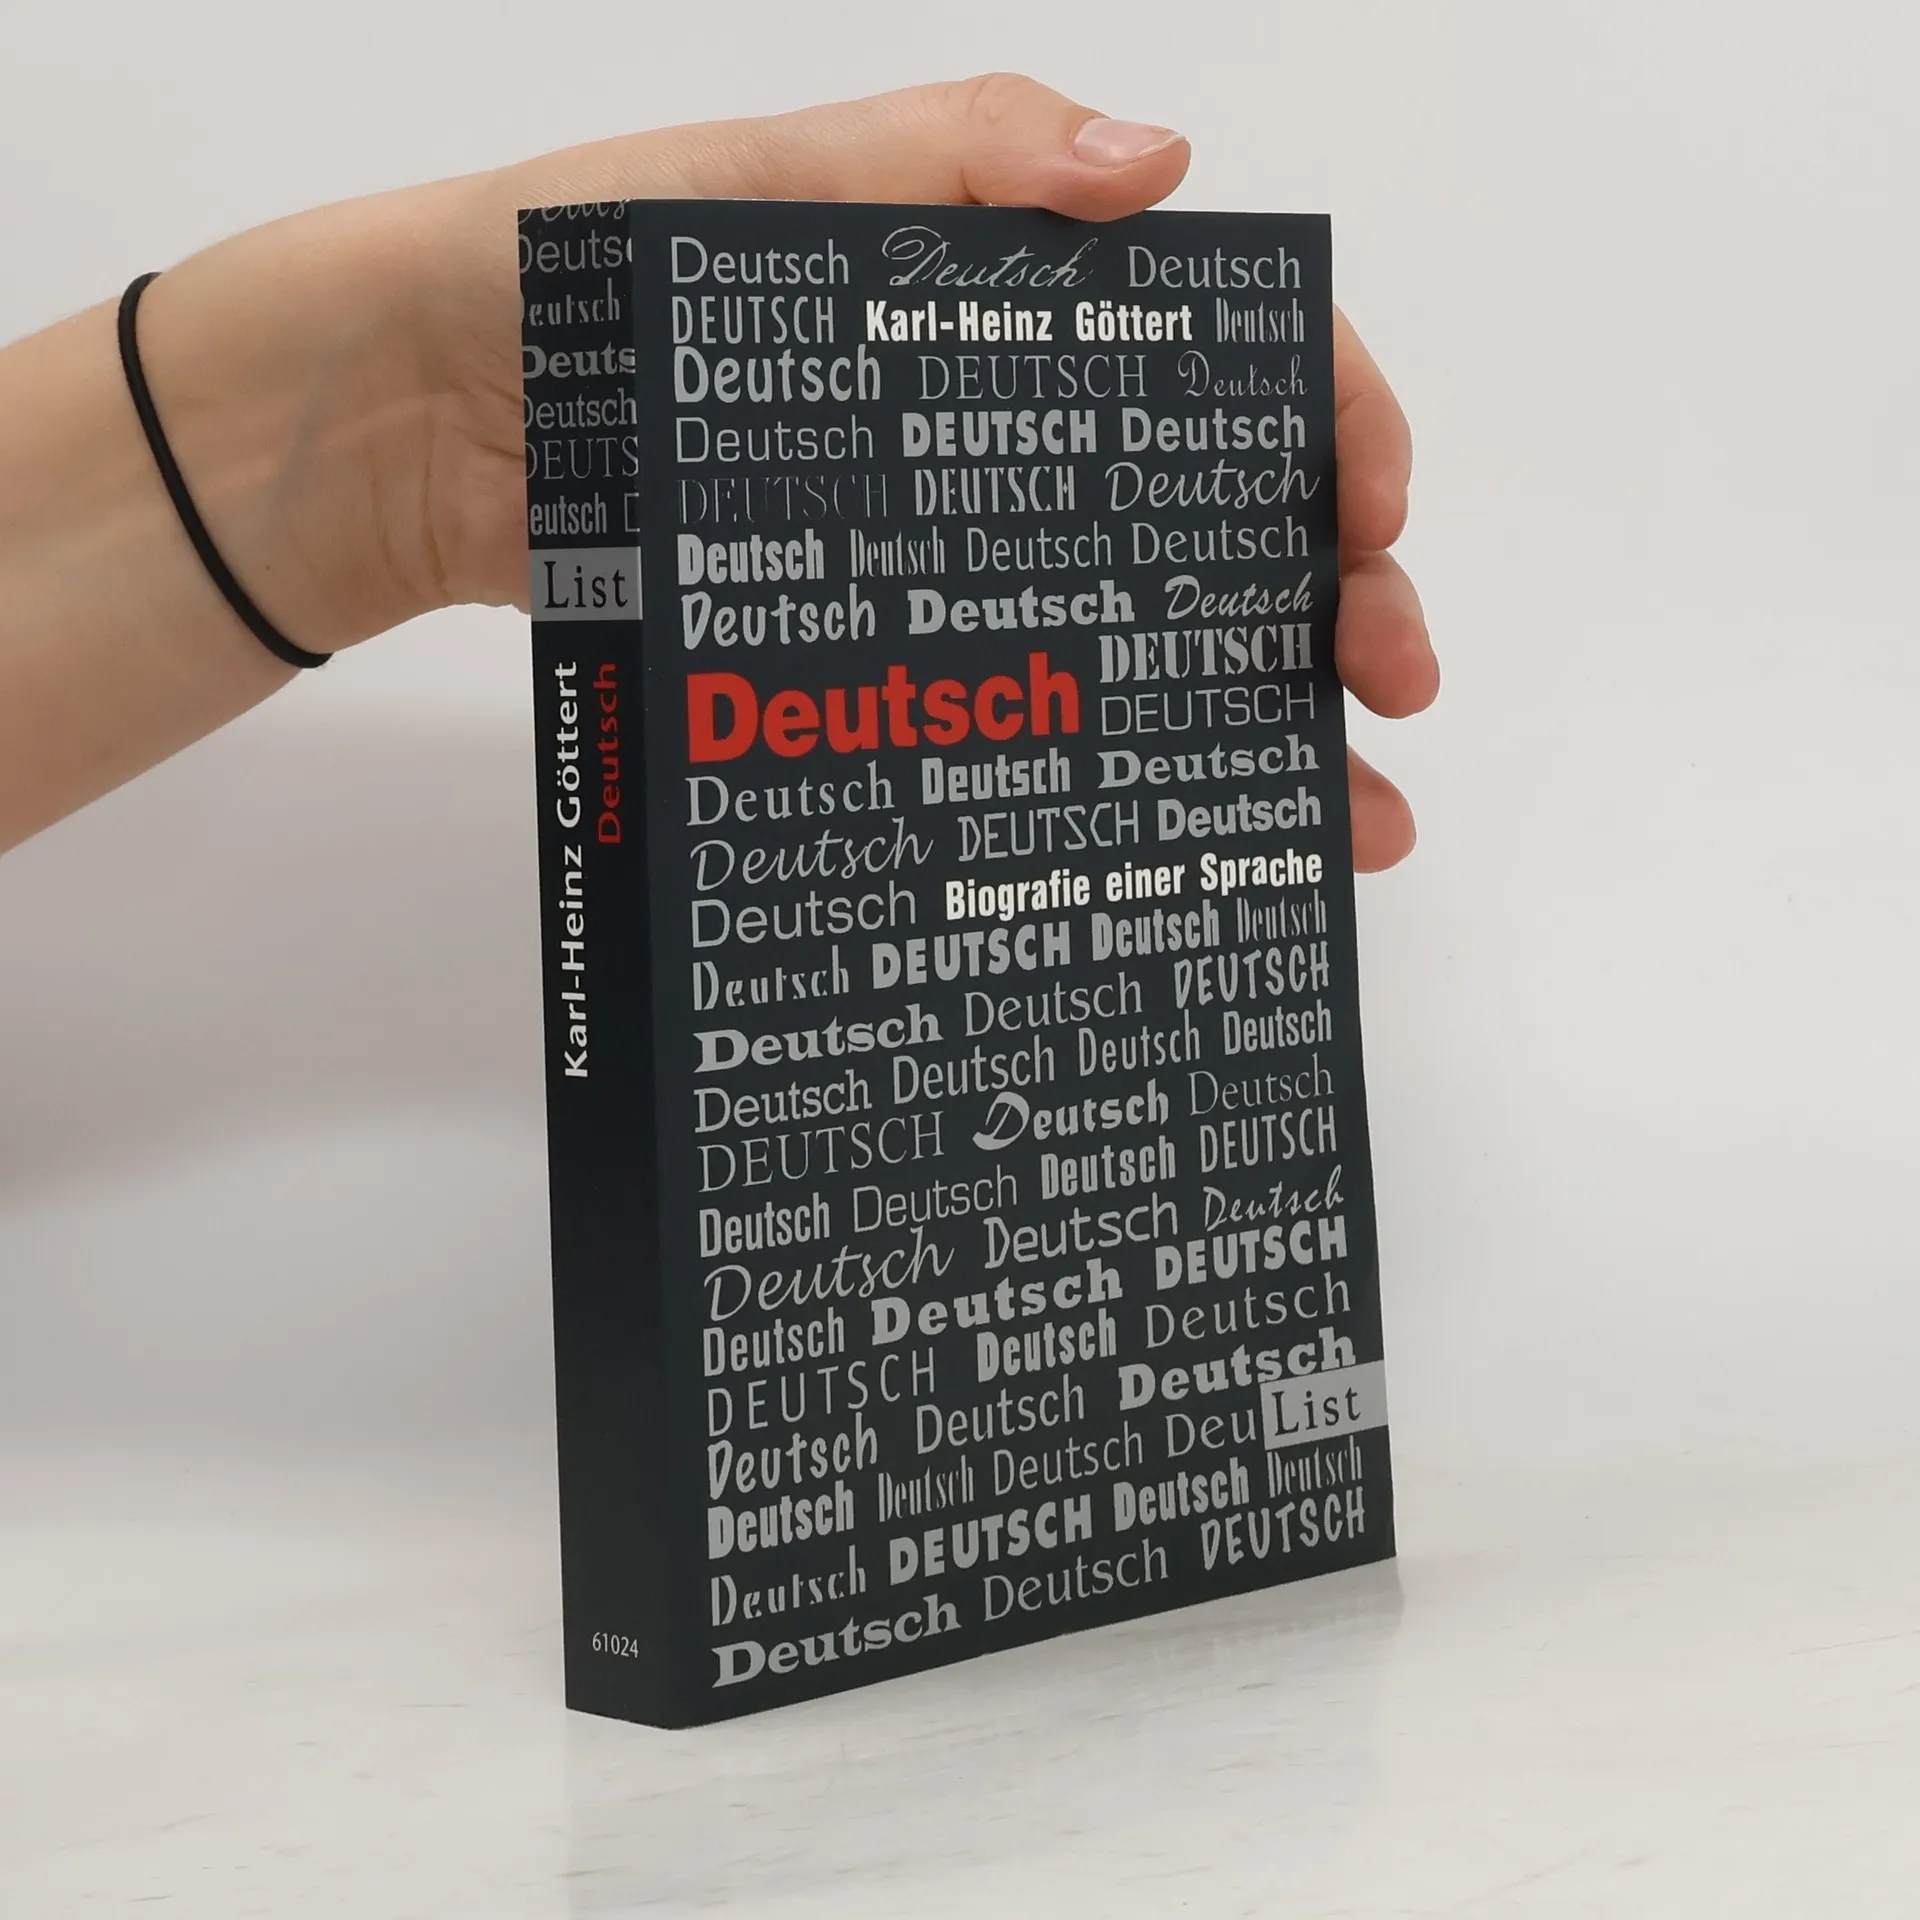 Deutsch Deutsch Deutsch
DEUTSCH Karl-Heinz Göttert Deutsch
Deutsch DEUTSCH Deutsch
Deutsch DEUTSCH Deutsch
DEUTSCH DEUTSCH Deutsch
Deutsch Deutsch Deutsch Deutsch
Deutsch Deutsch Deutsch
Deutsch DEUTSCH
DEUTSCH
Deutsch Deutsch Deutsch
Deutsch DEUTSCH Deutsch
Deutsch Biografie einer Sprache
Deutsch DEUTSCH Deutsch Deutsch
Deutsch Deutsch DEUTSCH
Deutsch Deutsch Deutsch Deutsch
DEUTSCH Deutsch Deutsch
Deutsch Deutsch Deutsch DEUTSCH
Deutsch Deutsch Deutsch
Deutsch Deutsch DEUTSCH
DEUTSCH Deutsch Deutsch
Deutsch Deutsch Deutsch
Deutsch Deutsch Deutsch Deu List
Deutsch DEUTSCH Deutsch Deutsch
Deutsch Deutsch DEUTSCH
Deuts
Deutsch
Deuts
Deutsch
DEUTS
eutsch D
List
Karl-Heinz Göttert
Deutsch
61024